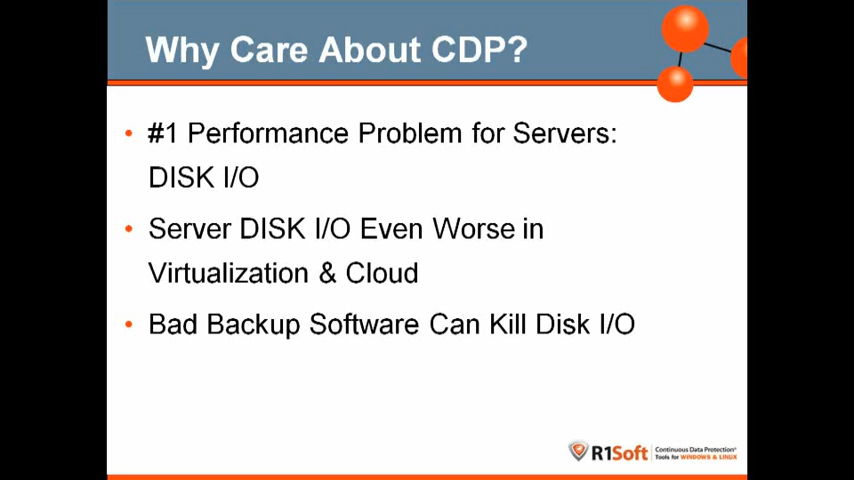 Why Care About CDP?
• #1 Performance Problem for Servers:
DISK I/O
• Server DISK I/O Even Worse in
Virtualization & Cloud
• Bad Backup Software Can Kill Disk I/O
R1Soft
Continuous Data Protection®
Tools for WINDOWS & LINUX